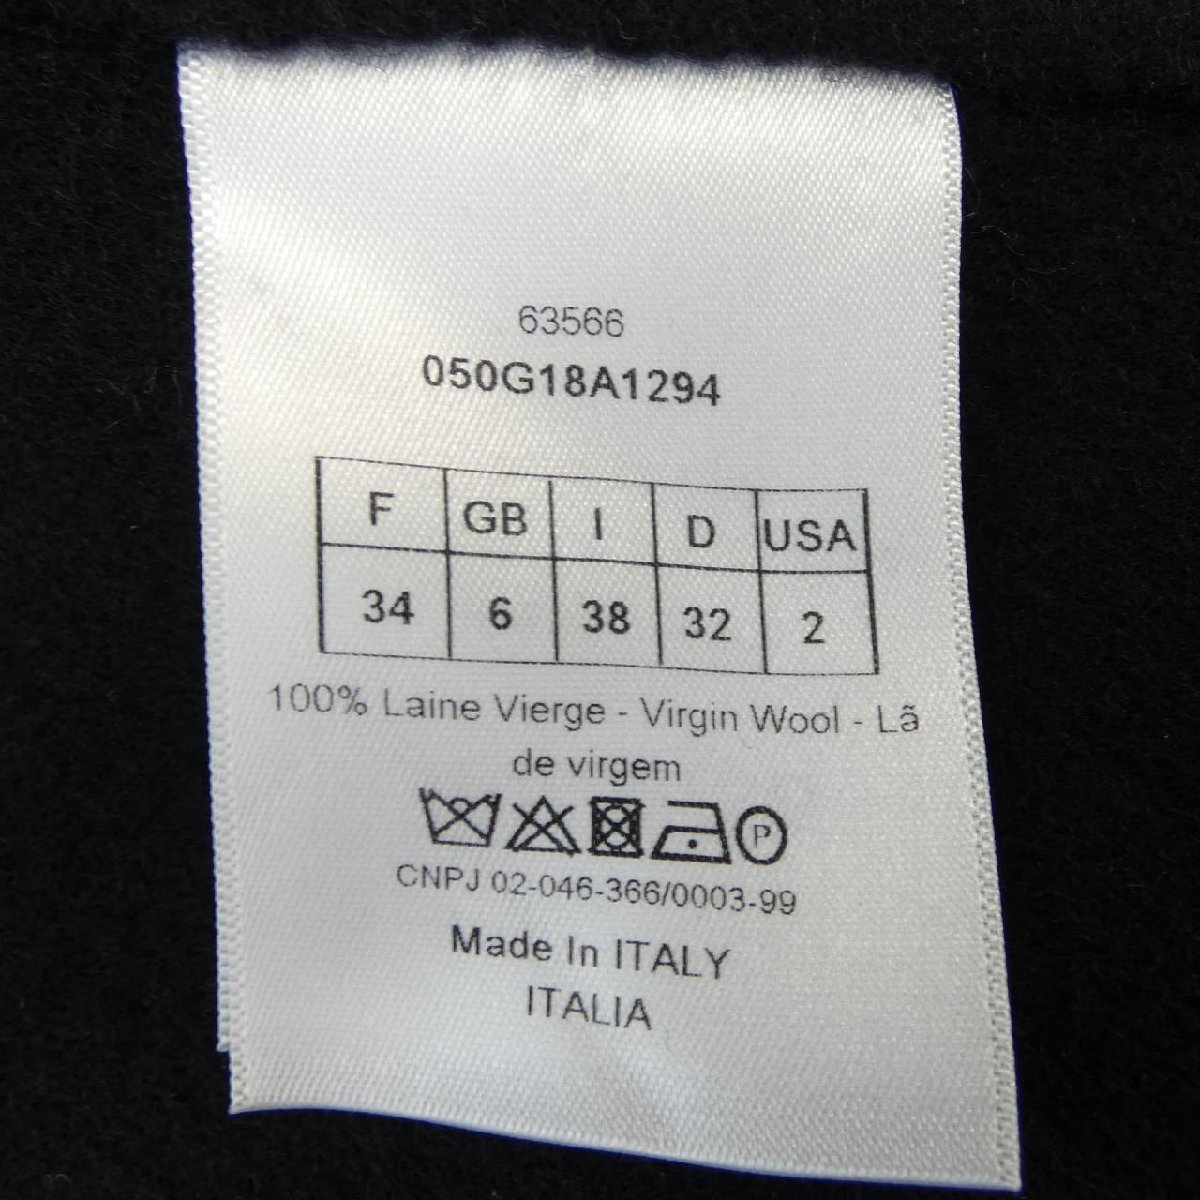 63566
050G18A1294
F GB I D USA
34 6 38 32 2
100% Laine Vierge - Virgin Wool - Lã
de virgem
P
CNPJ 02-046-366/0003-99
Made In ITALY
ITALIA